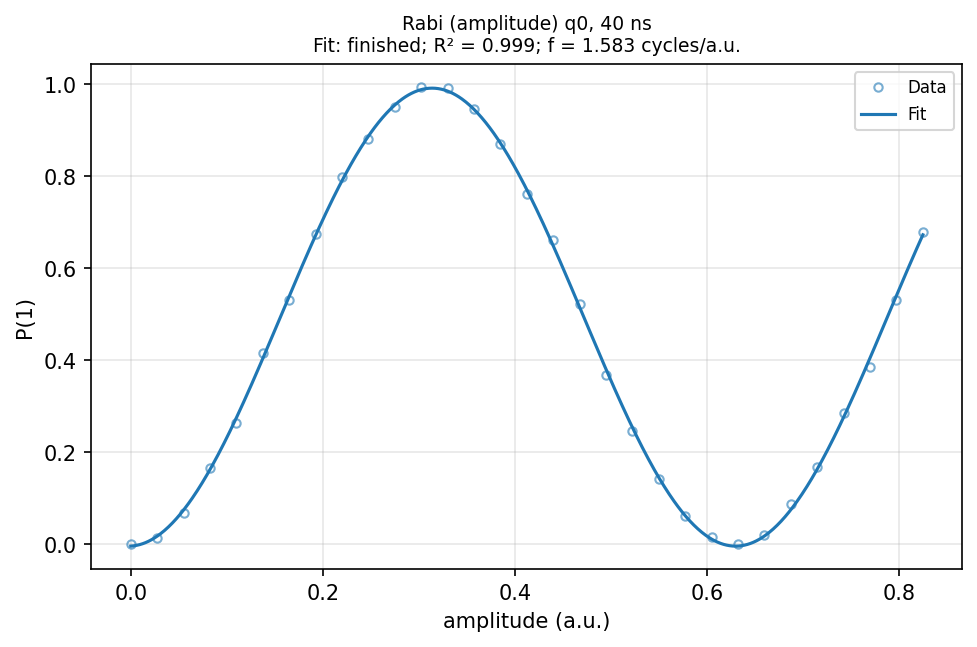 Rabi (amplitude) q0, 40 ns
Fit: finished; R² = 0.999; f = 1.583 cycles/a.u.
Data
Fit
P(1)
1.0
0.8
0.6
0.4
0.2
0.0
0.0 0.2 0.4 0.6 0.8
amplitude (a.u.)